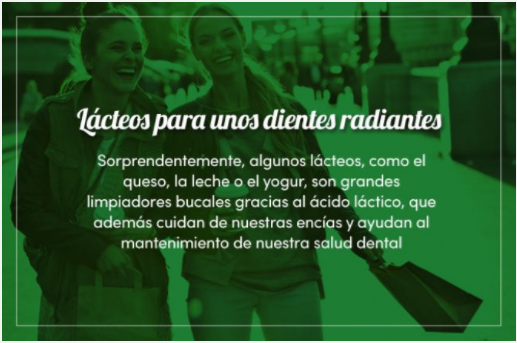 Lácteos para unos dientes radiantes
Sorprendentemente, algunos lácteos, como el
queso, la leche o el yogur, son grandes
limpiadores bucales gracias al ácido láctico, que
además cuidan de nuestras encías y ayudan al
mantenimiento de nuestra salud dental